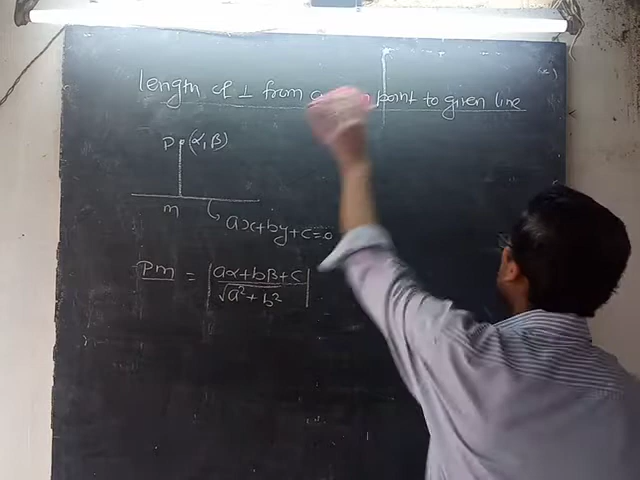 length of ⊥ from a point to given line
P (α, β)
m
ax+by+c=0
Pm = |aα+bβ+c / √a²+b²|